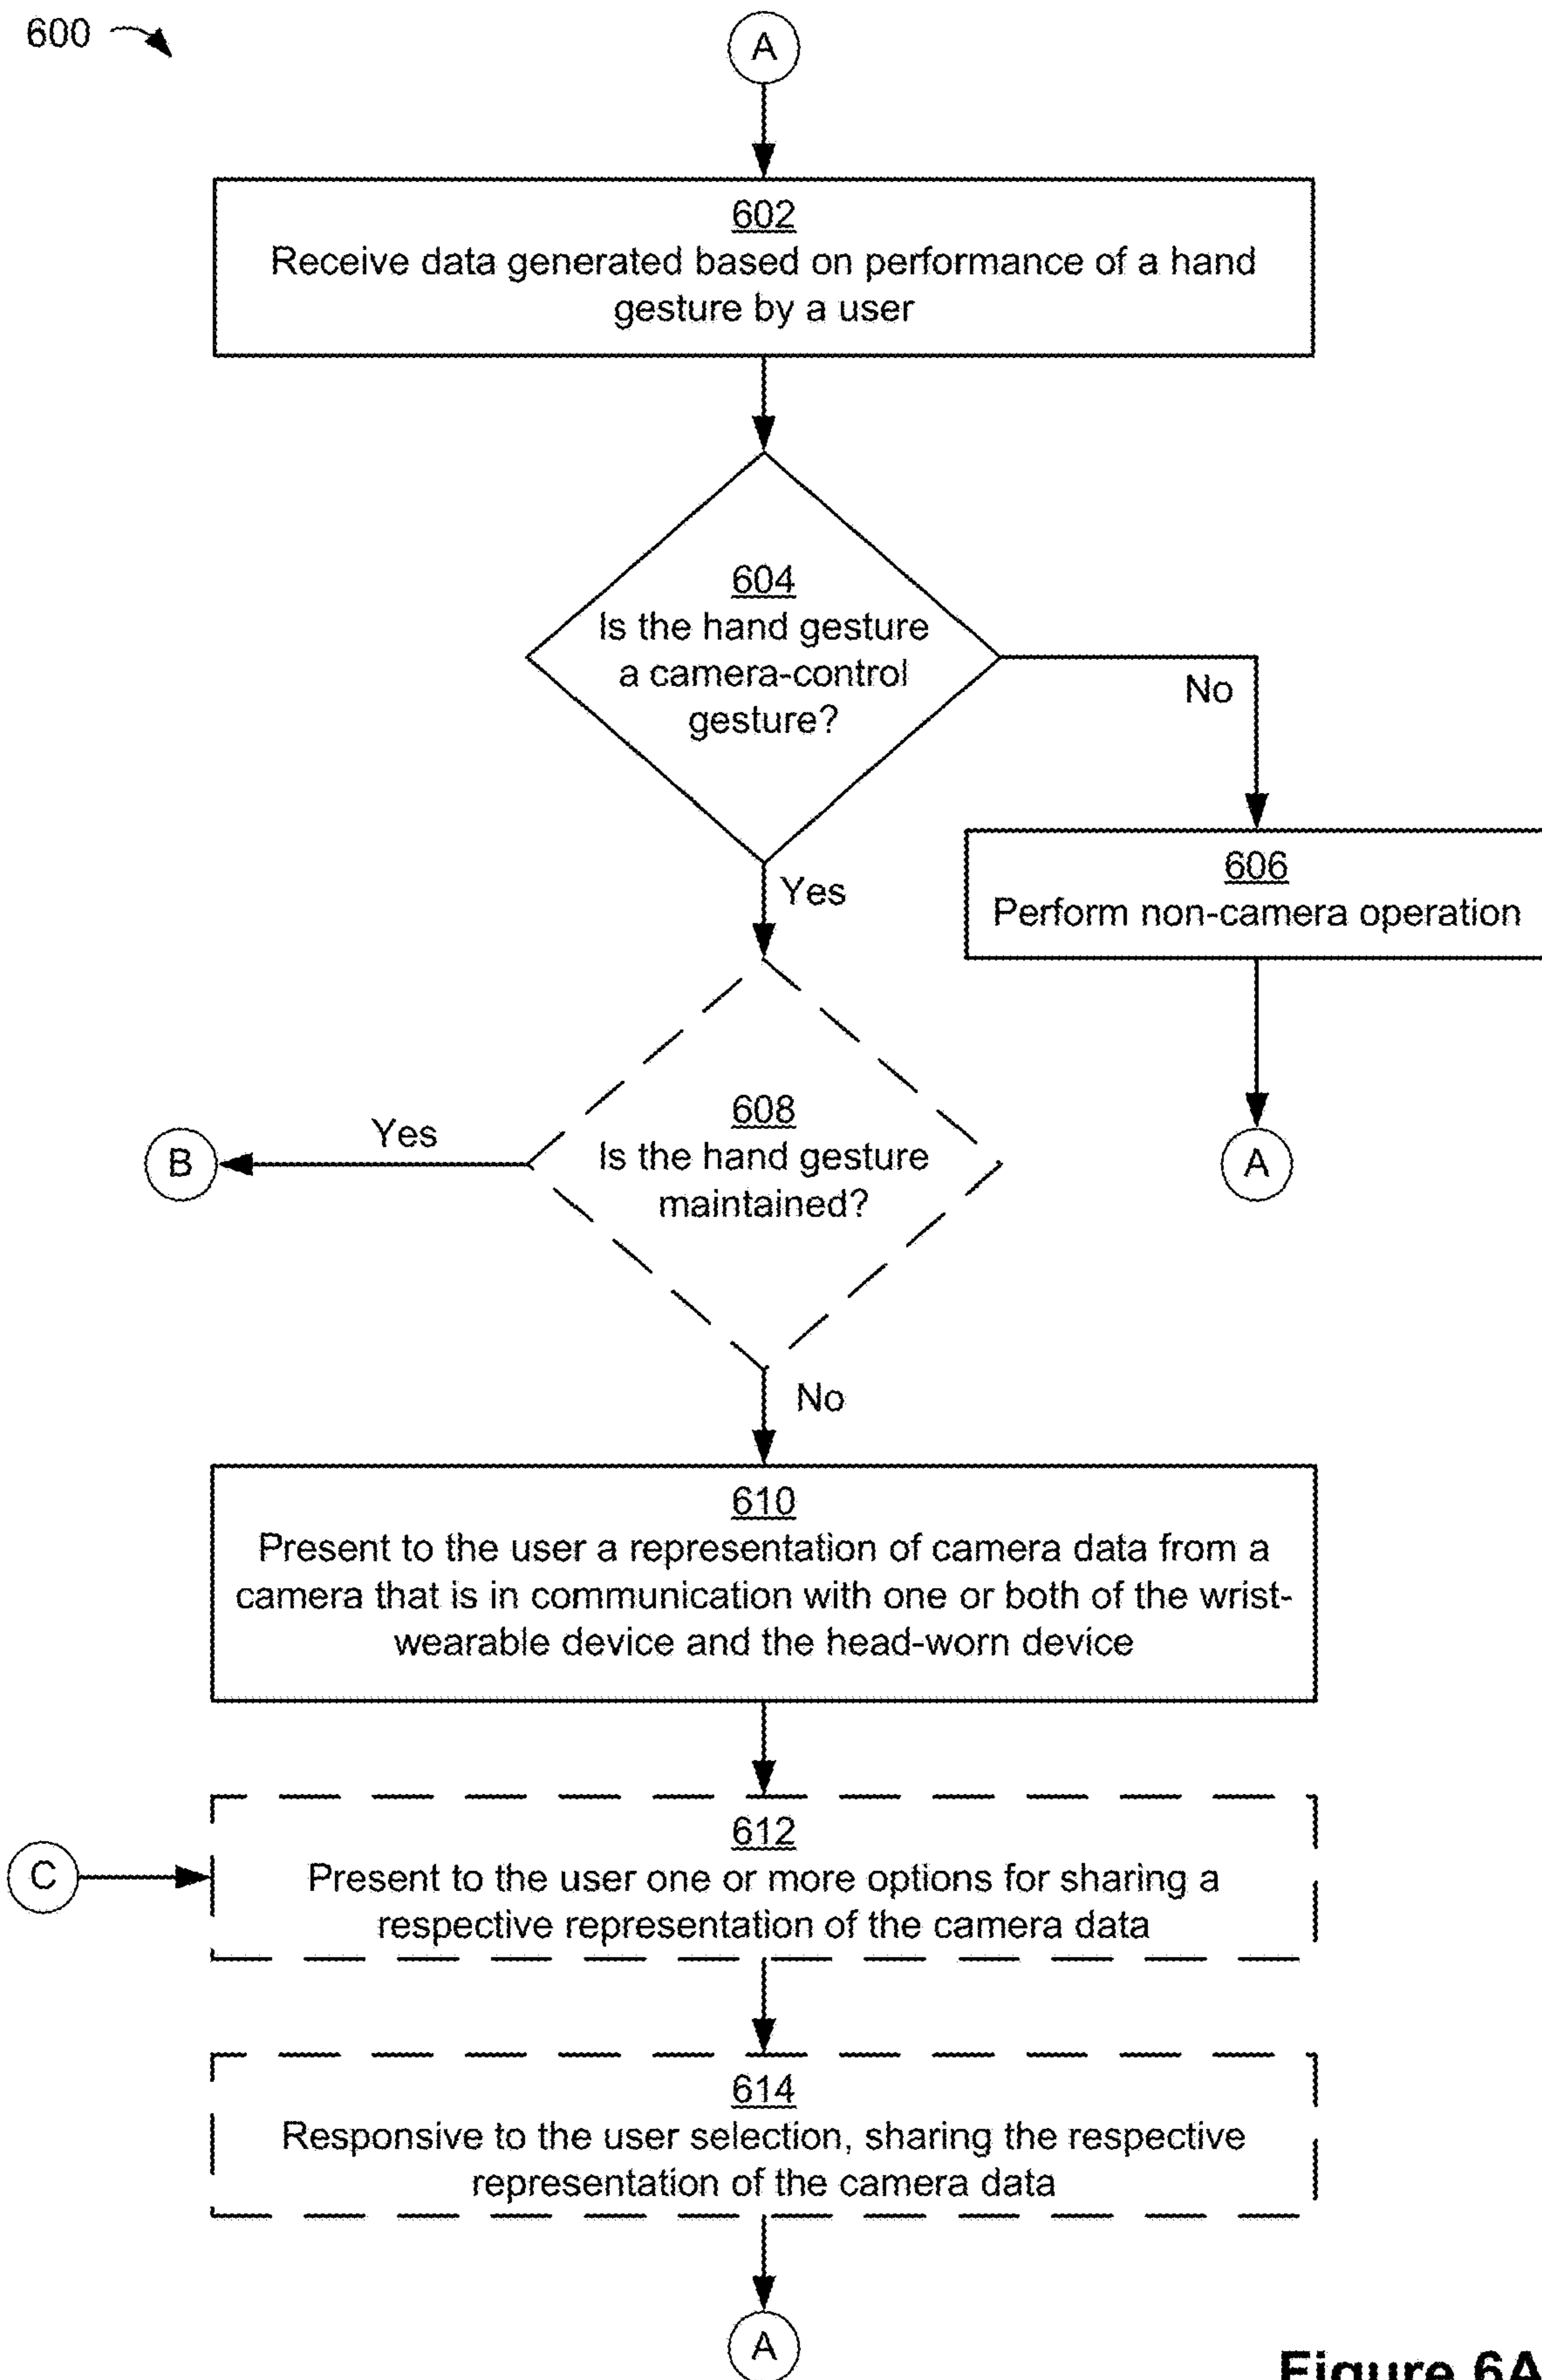 600
A
602
Receive data generated based on performance of a hand
gesture by a user
604
Is the hand gesture
a camera-control
gesture?
No
606
Perform non-camera operation
Yes
608
Is the hand gesture
maintained?
Yes
B
A
No
610
Present to the user a representation of camera data from a
camera that is in communication with one or both of the wrist-
wearable device and the head-worn device
612
Present to the user one or more options for sharing a
respective representation of the camera data
C
614
Responsive to the user selection, sharing the respective
representation of the camera data
A
Figure 6A